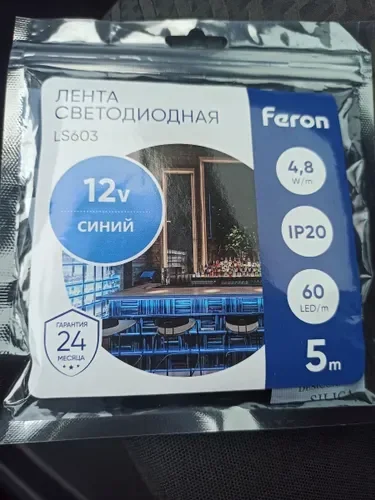 ЛЕНТА
СВЕТОДИОДНАЯ
LS603
Feron
12v
СИНИЙ
4,8
W/m
IP20
60
LED/m
5m
ГАРАНТИЯ
24
МЕСЯЦА